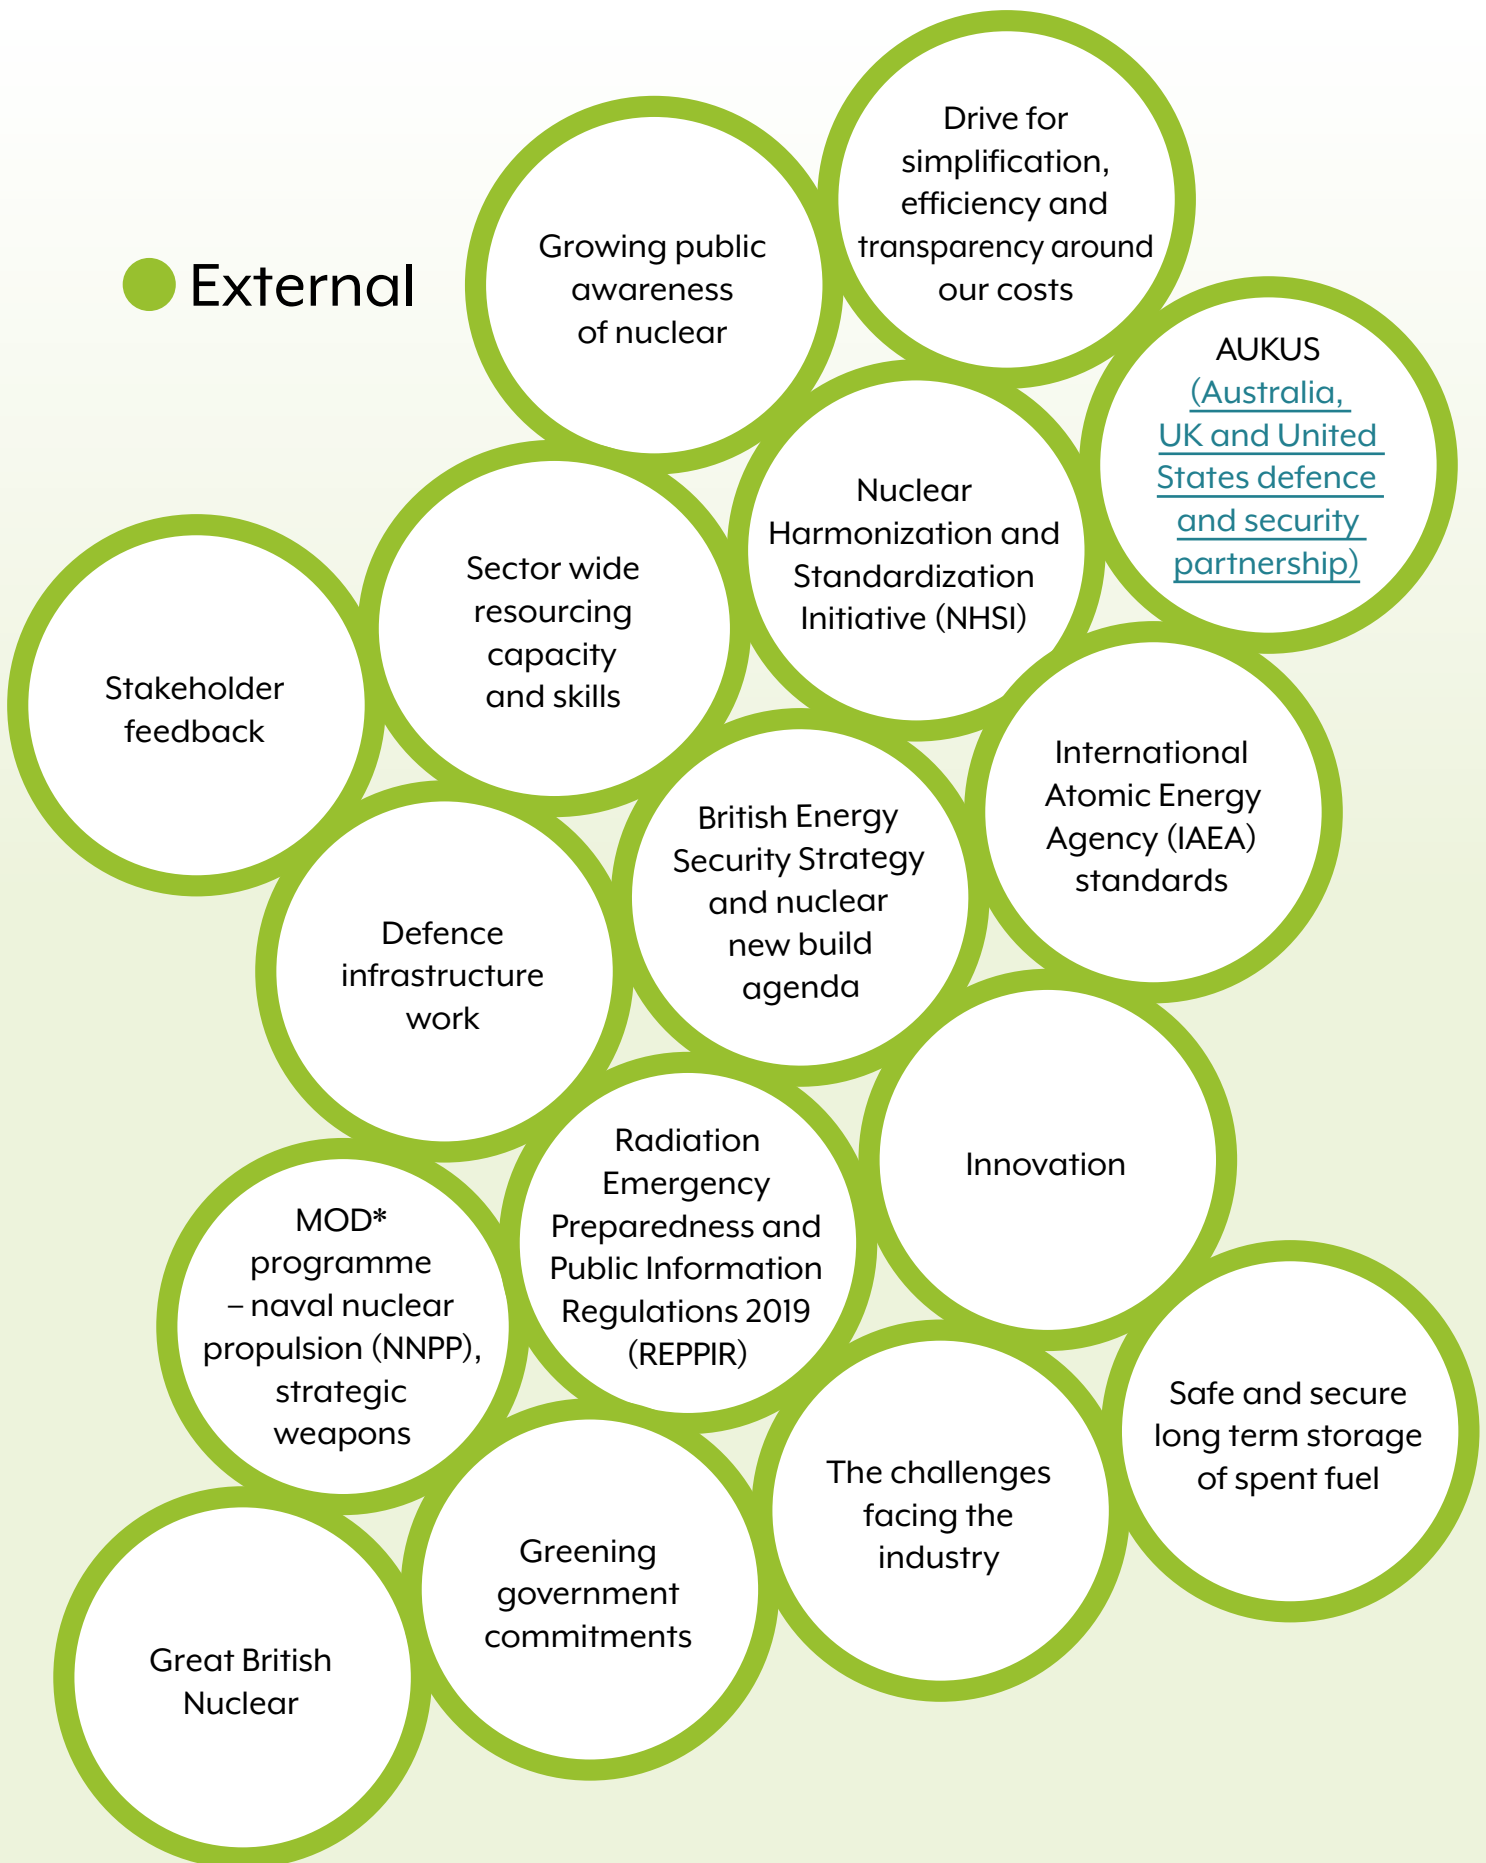 External
Drive for
simplification,
efficiency and
transparency around
our costs
Growing public
awareness
of nuclear
AUKUS
(Australia,
UK and United
States defence
and security
partnership)
Nuclear
Harmonization and
Standardization
Initiative (NHSI)
Sector wide
resourcing
capacity
and skills
Stakeholder
feedback
International
Atomic Energy
Agency (IAEA)
standards
British Energy
Security Strategy
and nuclear
new build
agenda
Defence
infrastructure
work
Innovation
Radiation
Emergency
Preparedness and
Public Information
Regulations 2019
(REPPIR)
MOD*
programme
– naval nuclear
propulsion (NNPP),
strategic
weapons
Safe and secure
long term storage
of spent fuel
The challenges
facing the
industry
Greening
government
commitments
Great British
Nuclear